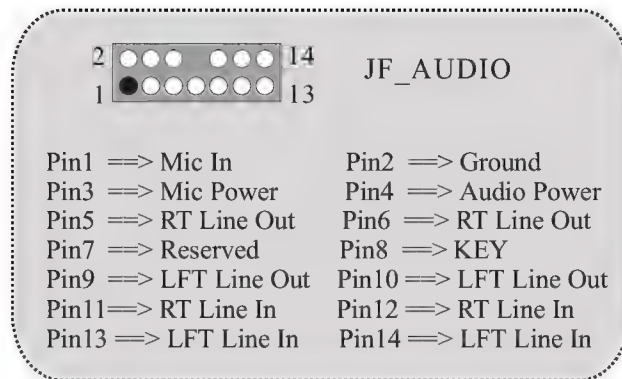 2 14 JF_AUDIO
1 13
Pin1 ==> Mic In Pin2 ==> Ground
Pin3 ==> Mic Power Pin4 ==> Audio Power
Pin5 ==> RT Line Out Pin6 ==> RT Line Out
Pin7 ==> Reserved Pin8 ==> KEY
Pin9 ==> LFT Line Out Pin10 ==> LFT Line Out
Pin11==> RT Line In Pin12 ==> RT Line In
Pin13 ==> LFT Line In Pin14 ==> LFT Line In